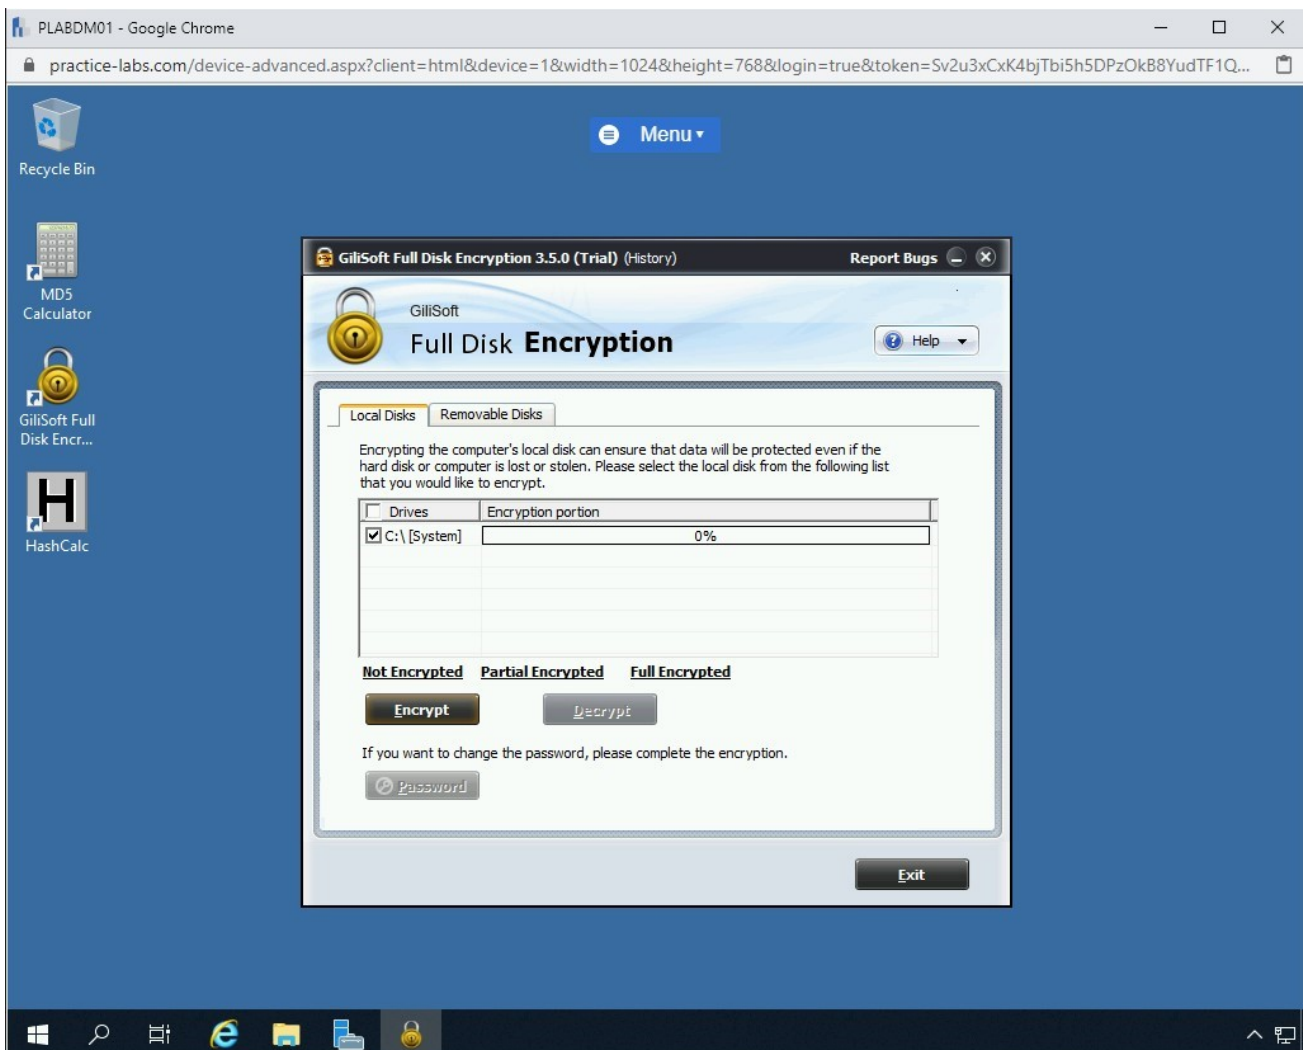 PLABDM01 - Google Chrome
practice-labs.com/device-advanced.aspx?client=html&device=1&width=1024&height=768&login=true&token=Sv2u3xCxK4bjTbi5h5DPzOkB8YudTF1Q...
Menu
Recycle Bin
MD5
Calculator
GiliSoft Full
Disk Encr...
HashCalc
GiliSoft Full Disk Encryption 3.5.0 (Trial) (History)
Report Bugs
GiliSoft
Full Disk Encryption
Help
Local Disks
Removable Disks
Encrypting the computer's local disk can ensure that data will be protected even if the
hard disk or computer is lost or stolen. Please select the local disk from the following list
that you would like to encrypt.
Drives
Encryption portion
C:\ [System]
0%
Not Encrypted
Partial Encrypted
Full Encrypted
Encrypt
Decrypt
If you want to change the password, please complete the encryption.
Password
Exit